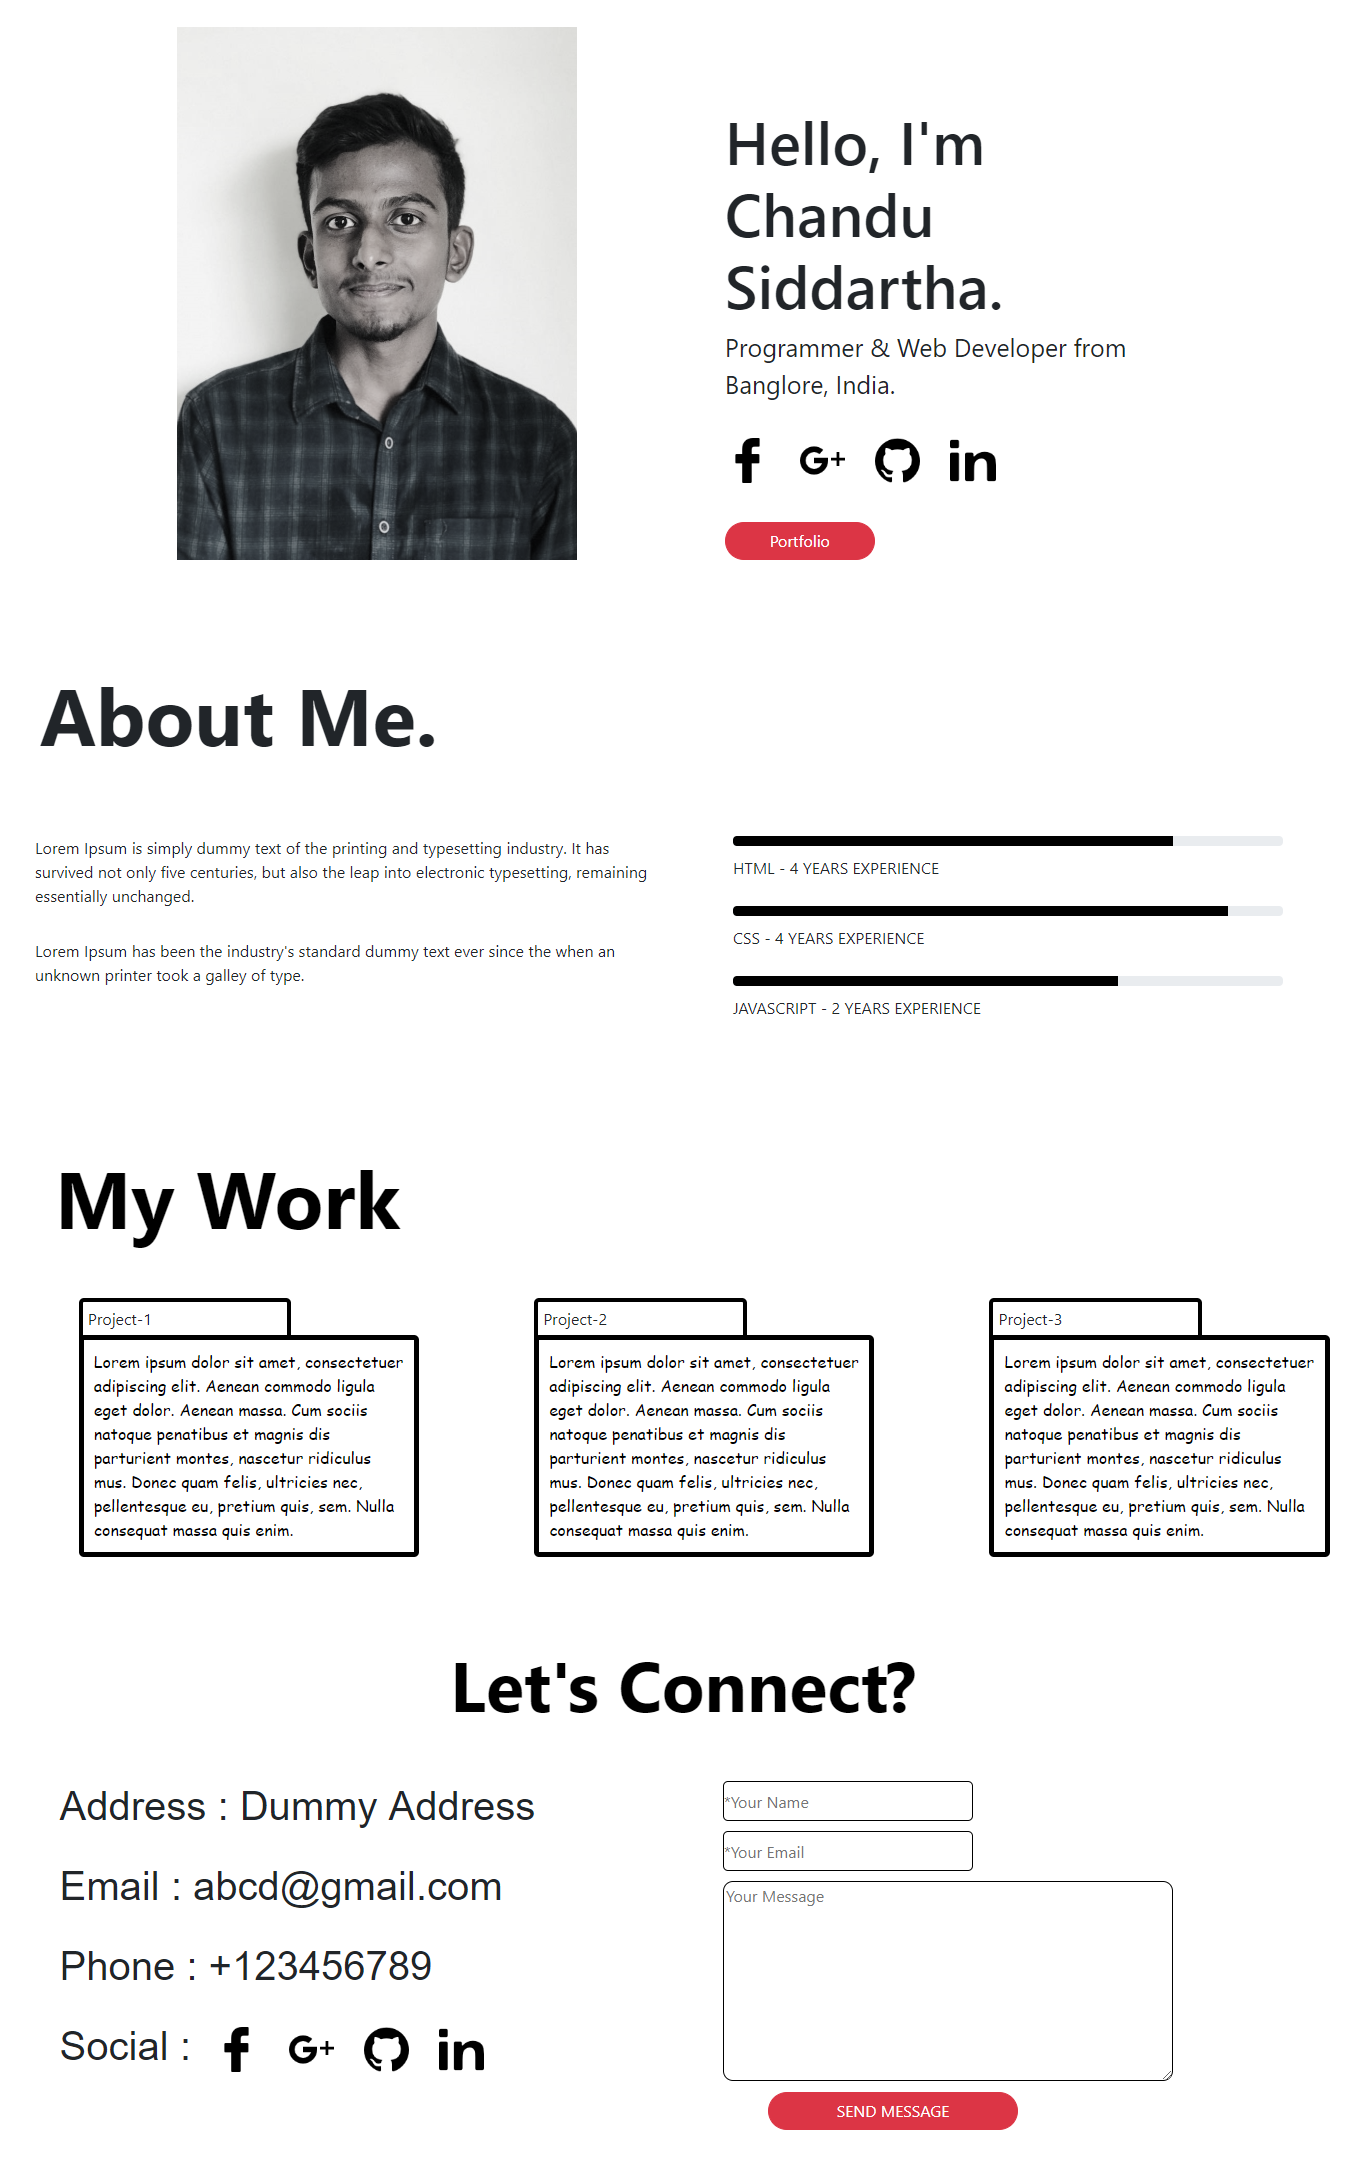 Hello, I'm
Chandu
Siddartha.
Programmer & Web Developer from
Banglore, India.
Portfolio
About Me.
Lorem Ipsum is simply dummy text of the printing and typesetting industry. It has
survived not only five centuries, but also the leap into electronic typesetting, remaining
essentially unchanged.
Lorem Ipsum has been the industry's standard dummy text ever since the when an
unknown printer took a galley of type.
HTML - 4 YEARS EXPERIENCE
CSS - 4 YEARS EXPERIENCE
JAVASCRIPT - 2 YEARS EXPERIENCE
My Work
Project-1
Lorem ipsum dolor sit amet, consectetuer
adipiscing elit. Aenean commodo ligula
eget dolor. Aenean massa. Cum sociis
natoque penatibus et magnis dis
parturient montes, nascetur ridiculus
mus. Donec quam felis, ultricies nec,
pellentesque eu, pretium quis, sem. Nulla
consequat massa quis enim.
Project-2
Lorem ipsum dolor sit amet, consectetuer
adipiscing elit. Aenean commodo ligula
eget dolor. Aenean massa. Cum sociis
natoque penatibus et magnis dis
parturient montes, nascetur ridiculus
mus. Donec quam felis, ultricies nec,
pellentesque eu, pretium quis, sem. Nulla
consequat massa quis enim.
Project-3
Lorem ipsum dolor sit amet, consectetuer
adipiscing elit. Aenean commodo ligula
eget dolor. Aenean massa. Cum sociis
natoque penatibus et magnis dis
parturient montes, nascetur ridiculus
mus. Donec quam felis, ultricies nec,
pellentesque eu, pretium quis, sem. Nulla
consequat massa quis enim.
Let's Connect?
Address : Dummy Address
Email : abcd@gmail.com
Phone : +123456789
Social :
*Your Name
*Your Email
Your Message
SEND MESSAGE